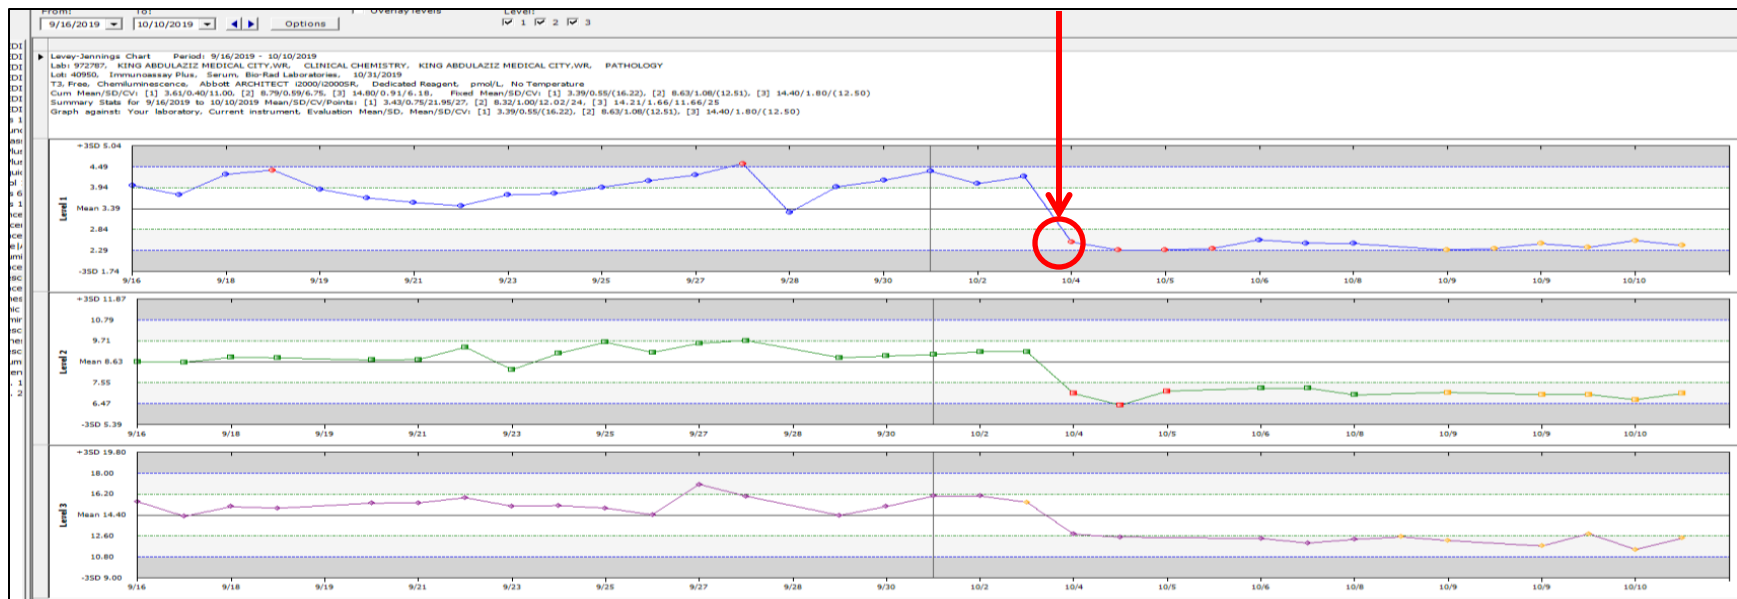 9/16/2019
10/10/2019
Options
Overlay levels
1
2
3
Levey-Jennings Chart Period: 9/16/2019 - 10/10/2019
Lab: 972787, KING ABDULAZIZ MEDICAL CITY,WR, CLINICAL CHEMISTRY, KING ABDULAZIZ MEDICAL CITY,WR, PATHOLOGY
Lot: 40950, Immunoassay Plus, Serum, Bio-Rad Laboratories, 10/31/2019
T3, Free, Chemiluminescence, Abbott ARCHITECT i2000/i2000SR, Dedicated Reagent, pmol/L, No Temperature
Cum Mean/SD/CV: [1] 3.61/0.40/11.00, [2] 8.79/0.59/6.75, [3] 14.80/0.91/6.18, Fixed Mean/SD/CV: [1] 3.39/0.55/(16.22), [2] 8.63/1.08/(12.51), [3] 14.40/1.80/(12.50)
Summary Stats for 9/16/2019 to 10/10/2019 Mean/SD/CV/Points: [1] 3.43/0.75/21.95/27, [2] 8.32/1.00/12.02/24, [3] 14.21/1.66/11.66/25
Graph against: Your laboratory, Current instrument, Evaluation Mean/SD, Mean/SD/CV: [1] 3.39/0.55/(16.22), [2] 8.63/1.08/(12.51), [3] 14.40/1.80/(12.50)
Level 1
+3SD 5.04
4.49
3.94
Mean 3.39
2.84
2.29
-3SD 1.74
9/16 9/18 9/19 9/21 9/23 9/25 9/27 9/28 9/30 10/2 10/4 10/5 10/6 10/8 10/9 10/9 10/10
Level 2
+3SD 11.87
10.79
9.71
Mean 8.63
7.55
6.47
-3SD 5.39
9/16 9/18 9/19 9/21 9/23 9/25 9/27 9/28 9/30 10/2 10/4 10/5 10/6 10/8 10/9 10/9 10/10
Level 3
+3SD 19.80
18.00
16.20
Mean 14.40
12.60
10.80
-3SD 9.00
9/16 9/18 9/19 9/21 9/23 9/25 9/27 9/28 9/30 10/2 10/4 10/5 10/6 10/8 10/9 10/9 10/10